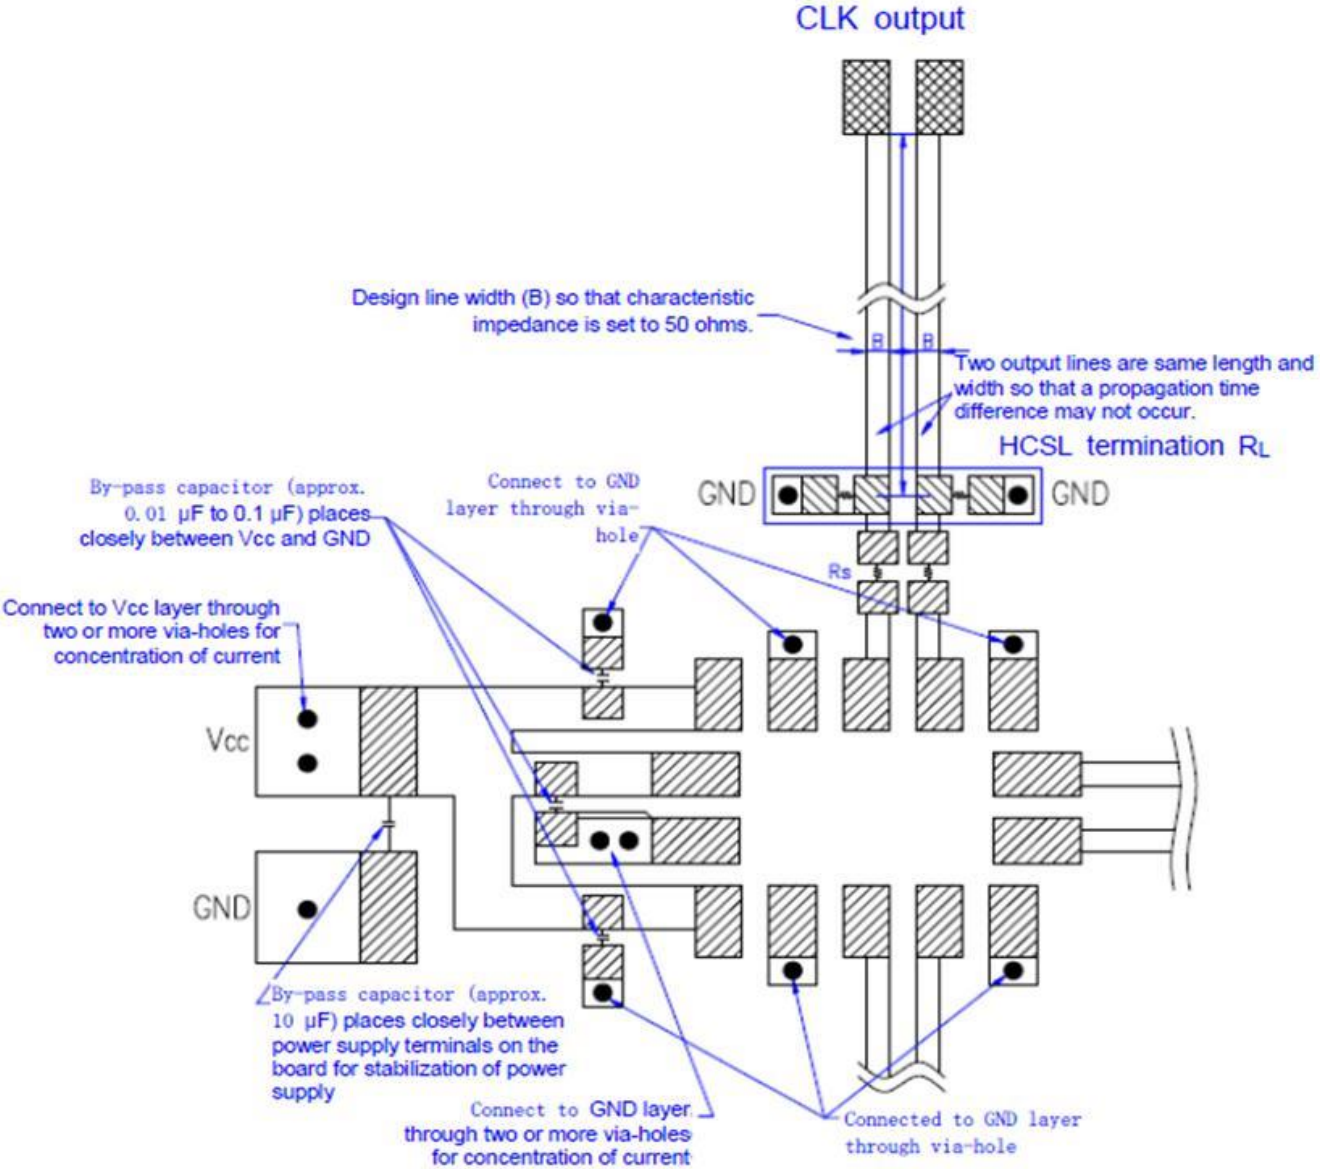 CLK output
Design line width (B) so that characteristic
impedance is set to 50 ohms.
B
B
Two output lines are same length and
width so that a propagation time
difference may not occur.
HCSL termination RL
GND
GND
By-pass capacitor (approx.
0.01 µF to 0.1 µF) places
closely between Vcc and GND
Connect to GND
layer through via-
hole
Rs
Connect to Vcc layer through
two or more via-holes for
concentration of current
Vcc
GND
By-pass capacitor (approx.
10 µF) places closely between
power supply terminals on the
board for stabilization of power
supply
Connect to GND layer
through two or more via-holes
for concentration of current
Connected to GND layer
through via-hole